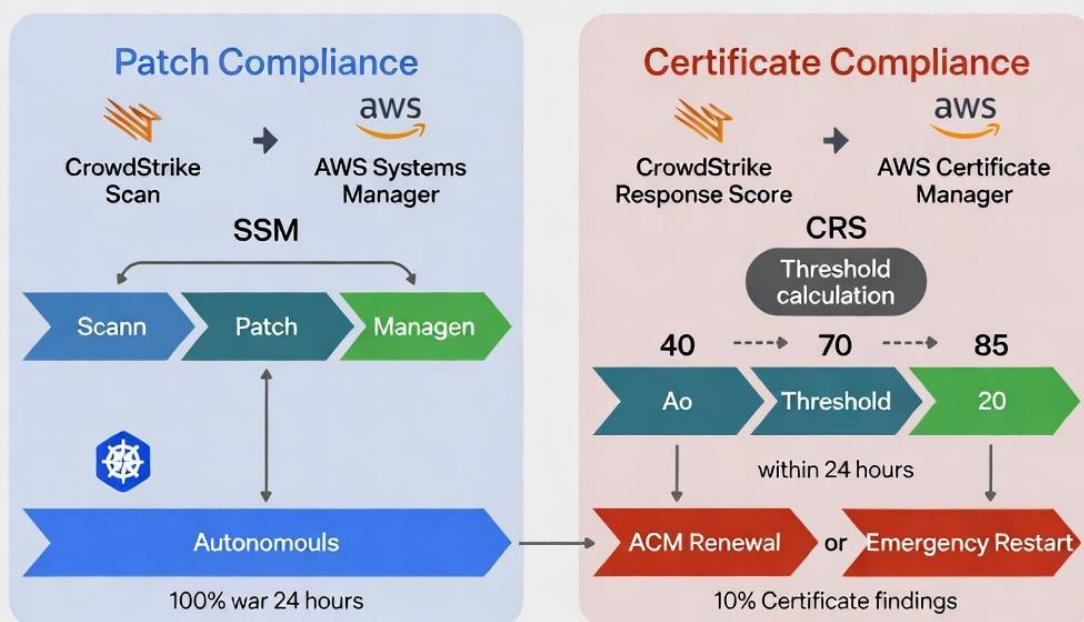 Patch Compliance
aws
CrowdStrike
Scan
AWS Systems
Manager
SSM
Scann
Patch
Managen
Autonomouls
100% war 24 hours
Certificate Compliance
aws
CrowdStrike
Response Score
AWS Certificate
Manager
CRS
Threshold
calculation
40
70
85
Ao
Threshold
20
within 24 hours
ACM Renewal
or
Emergency Restart
10% Certificate findings